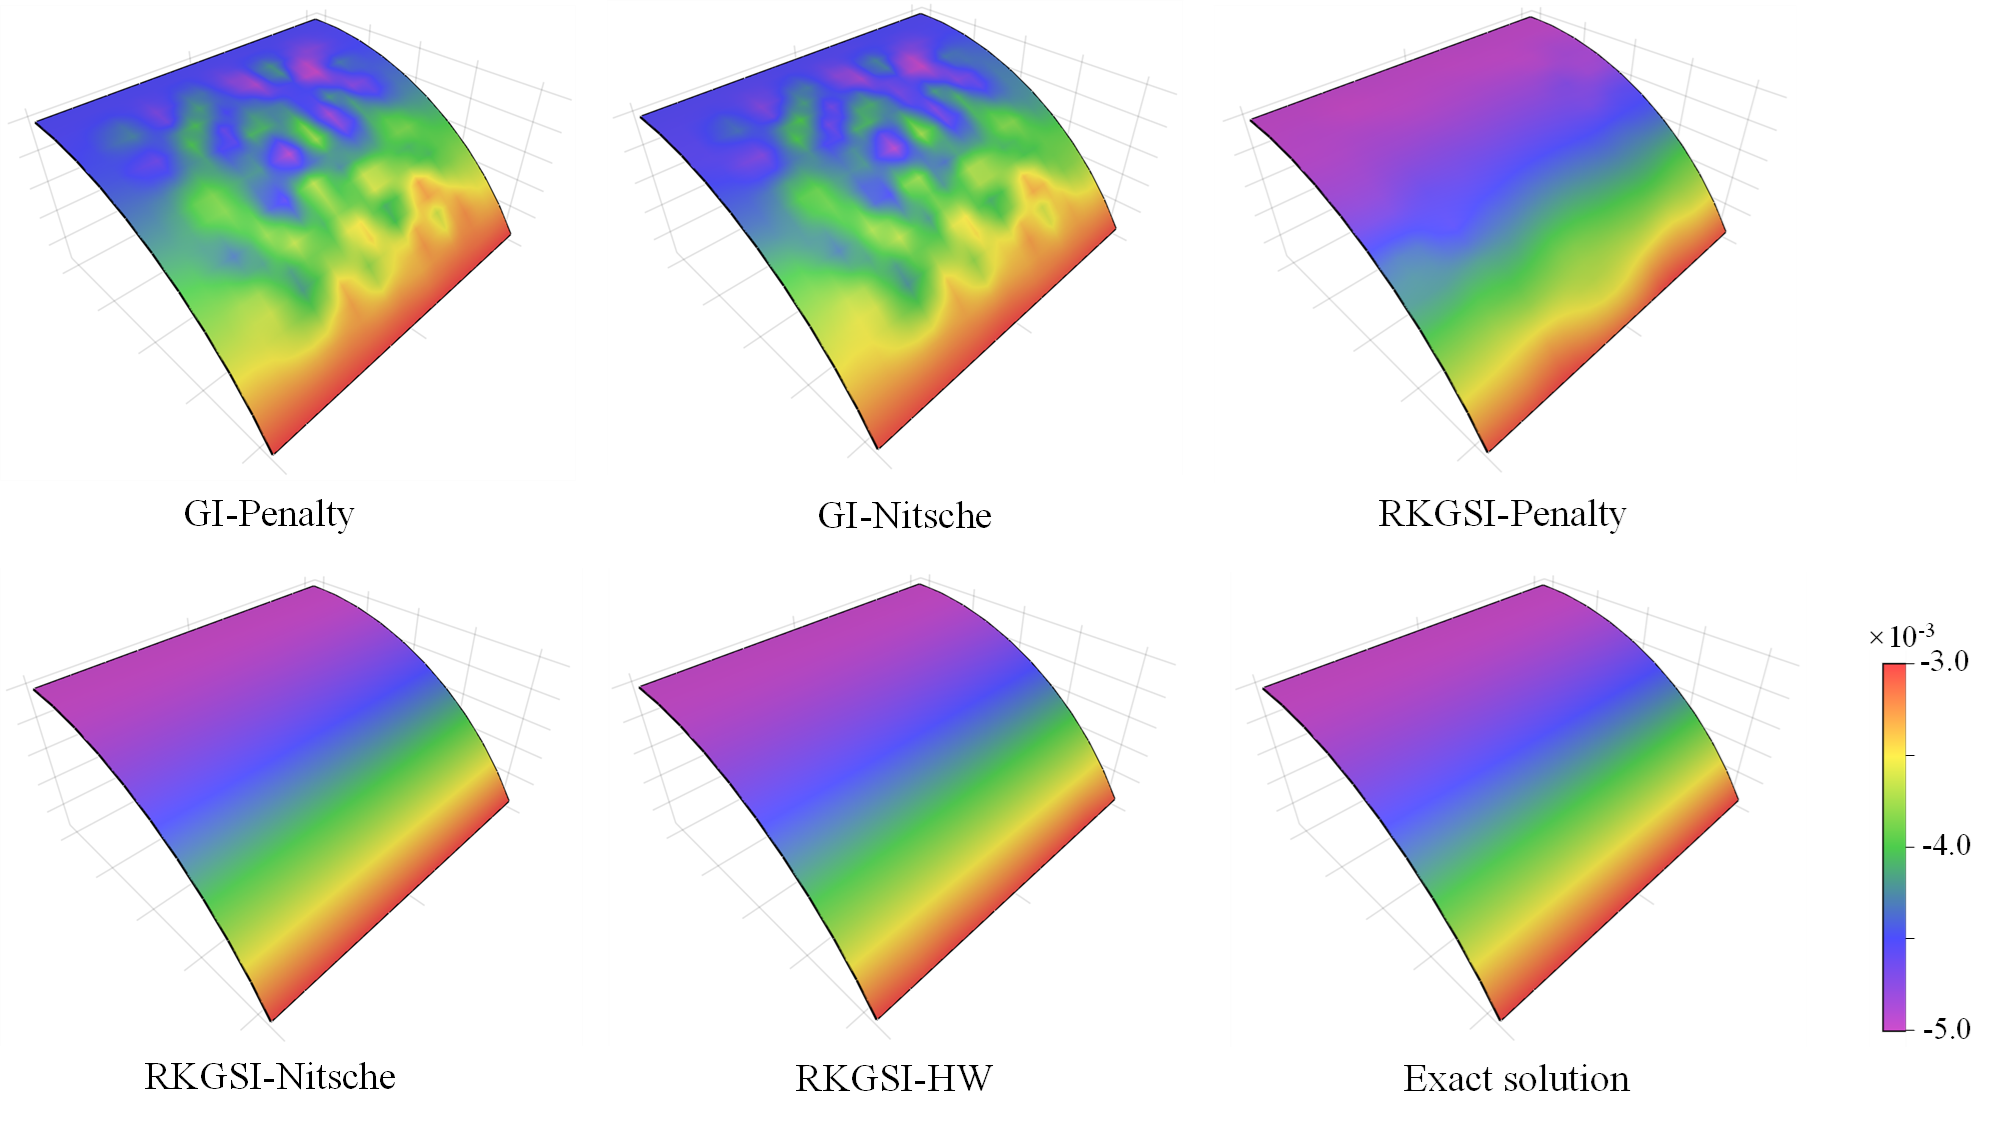 GI-Penalty
GI-Nitsche
RKGSI-Penalty
RKGSI-Nitsche
RKGSI-HW
Exact solution
×10-3
-3.0
-4.0
-5.0